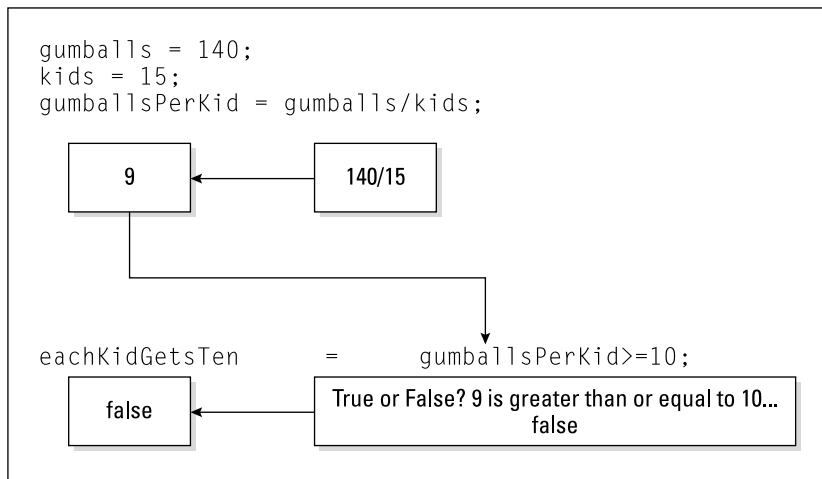 gumballs = 140;
kids = 15;
gumballsPerKid = gumballs/kids;
9
140/15
eachKidGetsTen = gumballsPerKid>=10;
false
True or False? 9 is greater than or equal to 10...
false